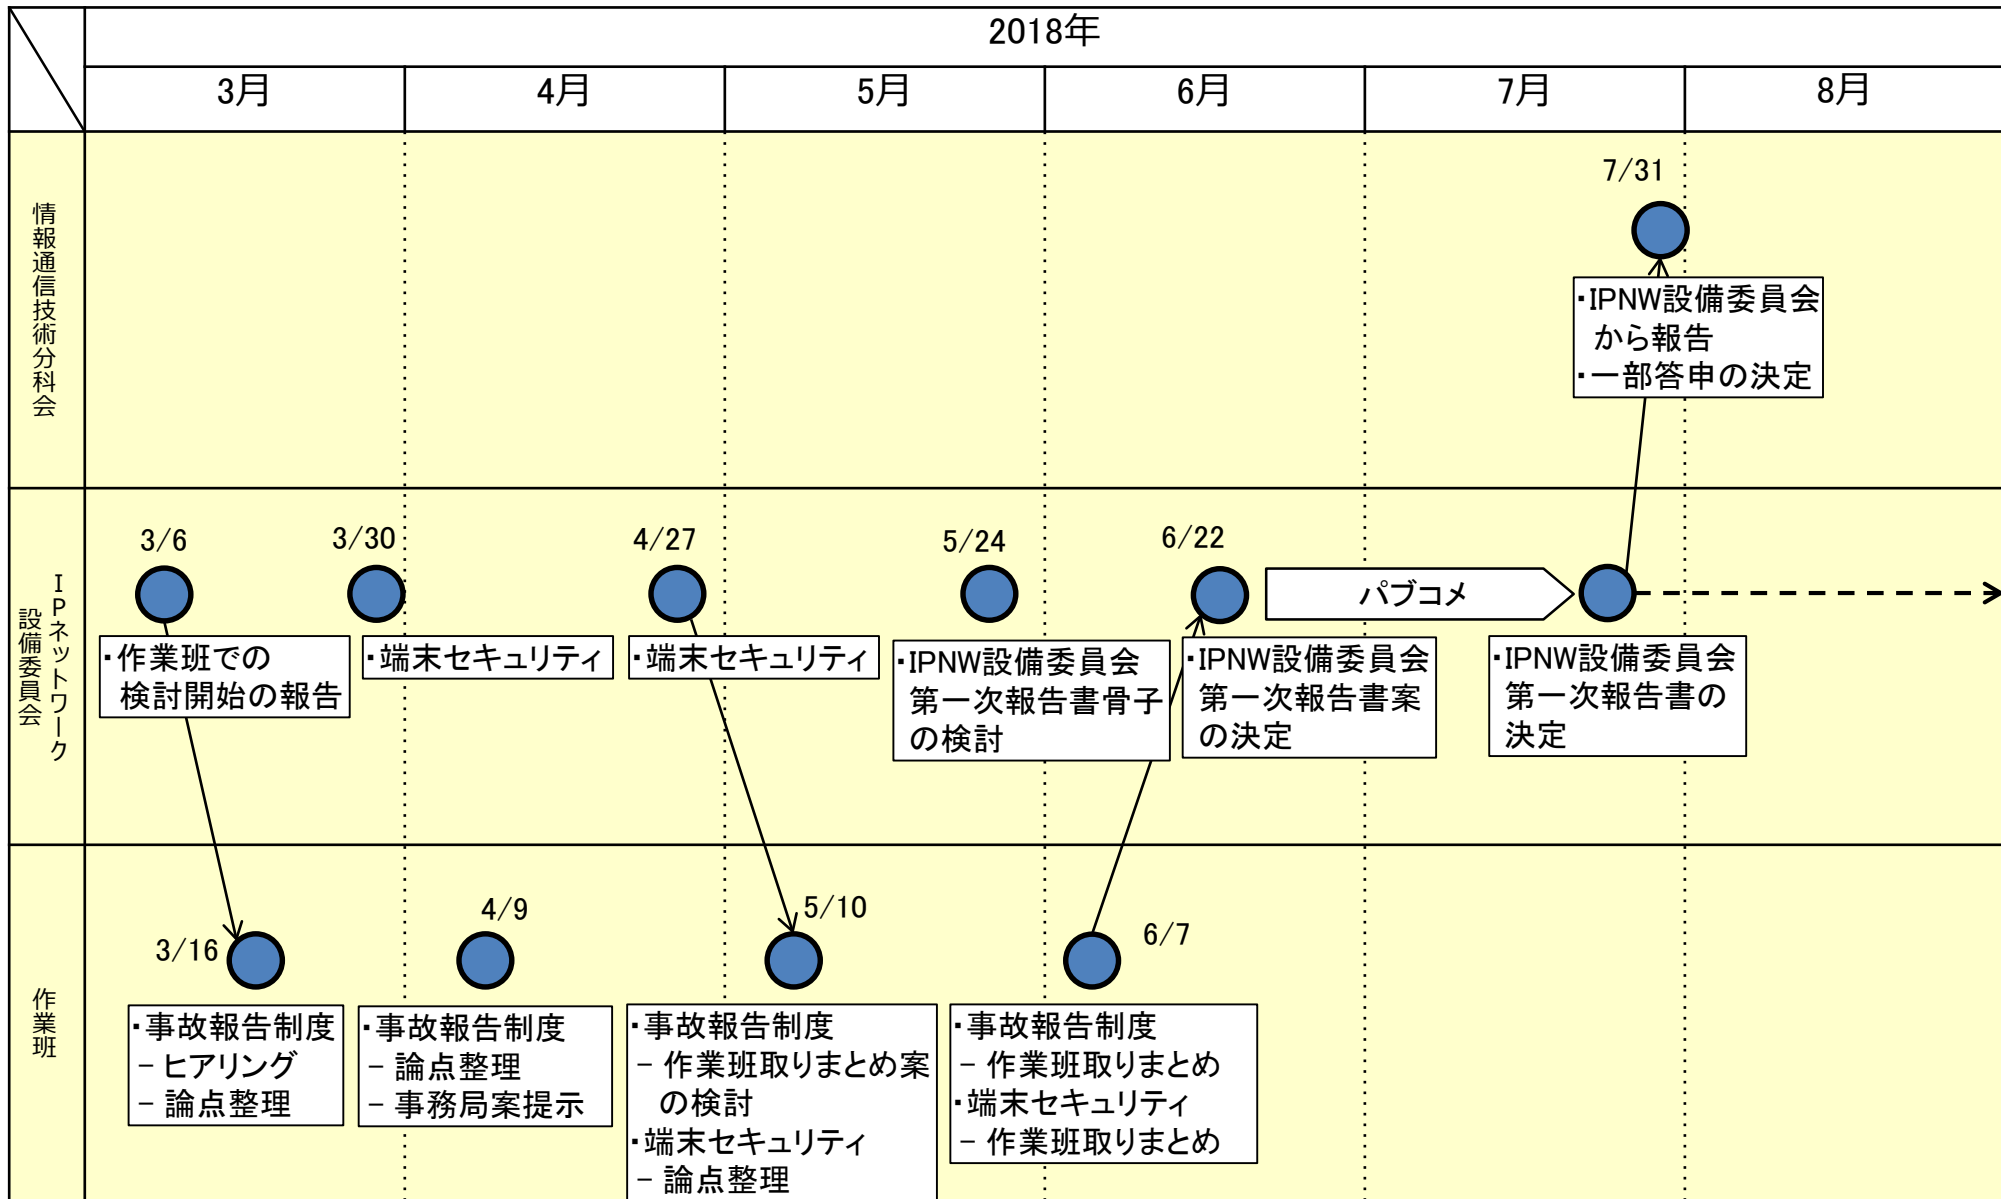 2018年
3月
4月
5月
6月
7月
8月
情報通信技術分科会
7/31
・IPNW設備委員会
から報告
・一部答申の決定
IPネットワーク
設備委員会
3/6
・作業班での
検討開始の報告
3/30
・端末セキュリティ
4/27
・端末セキュリティ
5/24
・IPNW設備委員会
第一次報告書骨子
の検討
6/22
・IPNW設備委員会
第一次報告書案
の決定
パブコメ
・IPNW設備委員会
第一次報告書の
決定
作業班
3/16
・事故報告制度
− ヒアリング
− 論点整理
4/9
・事故報告制度
− 論点整理
− 事務局案提示
5/10
・事故報告制度
− 作業班取りまとめ案
の検討
・端末セキュリティ
− 論点整理
6/7
・事故報告制度
− 作業班取りまとめ
・端末セキュリティ
− 作業班取りまとめ